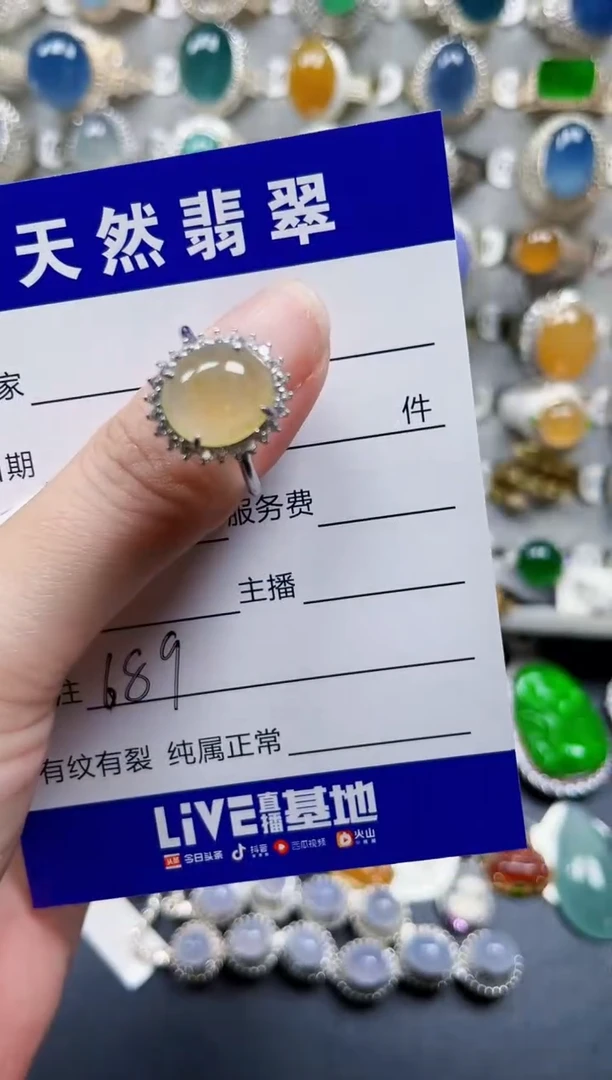 天然翡翠
家
件
期
服务费
主播
注 689
有纹有裂 纯属正常
LiVE直播基地
头条 今日头条 抖音 西瓜视频 火山